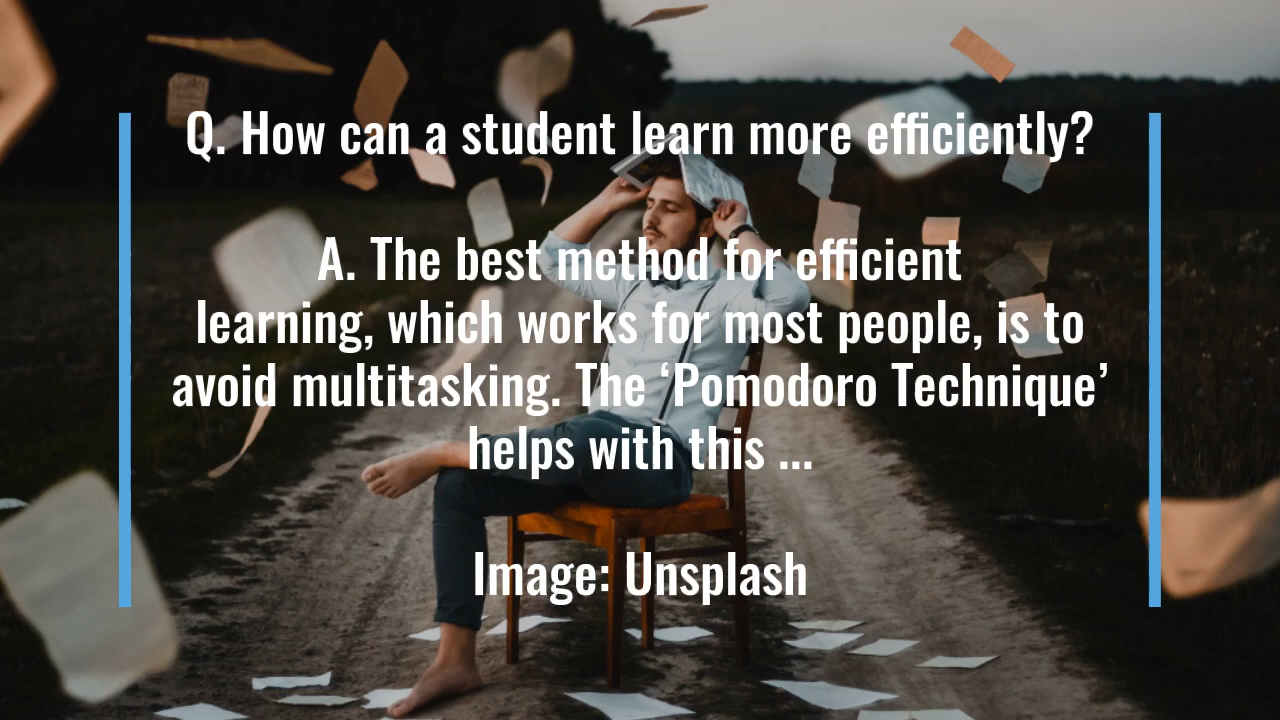 Q. How can a student learn more efficiently?
A. The best method for efficient
learning, which works for most people, is to
avoid multitasking. The ‘Pomodoro Technique’
helps with this ...
Image: Unsplash